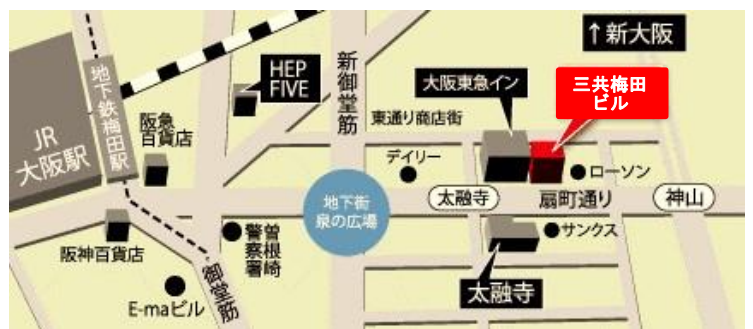 ↑新大阪
三共梅田
ビル
大阪東急イン
HEP
FIVE
新御堂筋
地下鉄梅田駅
JR
大阪駅
阪急
百貨店
東通り商店街
デイリー
ローソン
太融寺
扇町通り
神山
地下街
泉の広場
サンクス
阪神百貨店
曽根崎
警察署
御堂筋
E-maビル
太融寺